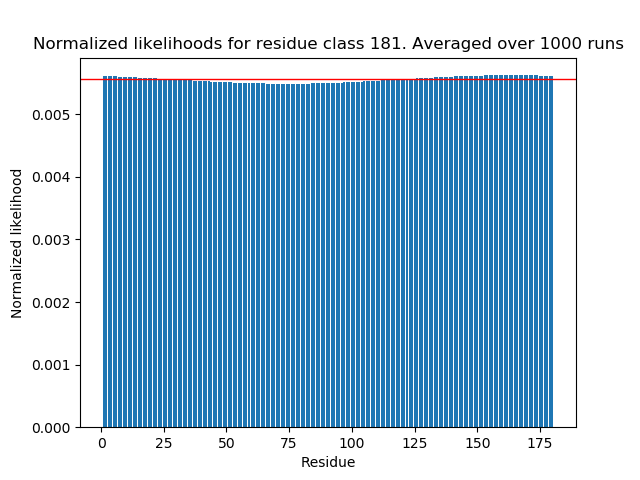 Normalized likelihoods for residue class 181. Averaged over 1000 runs
Normalized likelihood
0.005
0.004
0.003
0.002
0.001
0.000
0 25 50 75 100 125 150 175
Residue